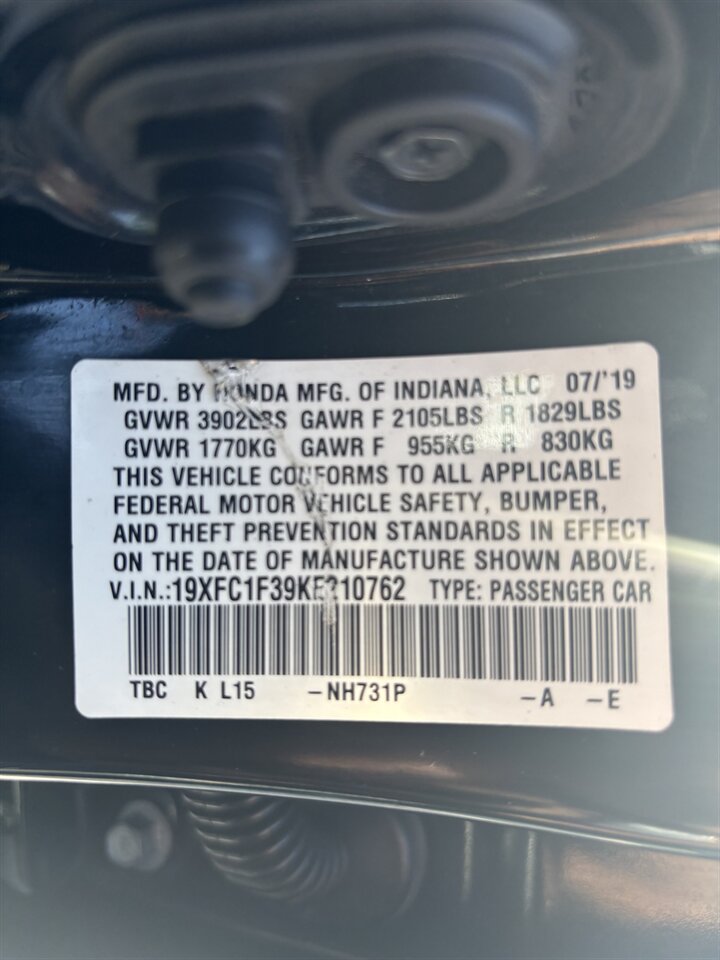 MFD. BY HONDA MFG. OF INDIANA, LLC 07/'19
GVWR 3902LBS GAWR F 2105LBS R 1829LBS
GVWR 1770KG GAWR F 955KG R 830KG
THIS VEHICLE CONFORMS TO ALL APPLICABLE
FEDERAL MOTOR VEHICLE SAFETY, BUMPER,
AND THEFT PREVENTION STANDARDS IN EFFECT
ON THE DATE OF MANUFACTURE SHOWN ABOVE.
V.I.N.:19XFC1F39KE210762 TYPE: PASSENGER CAR
TBC K L15 -NH731P -A -E